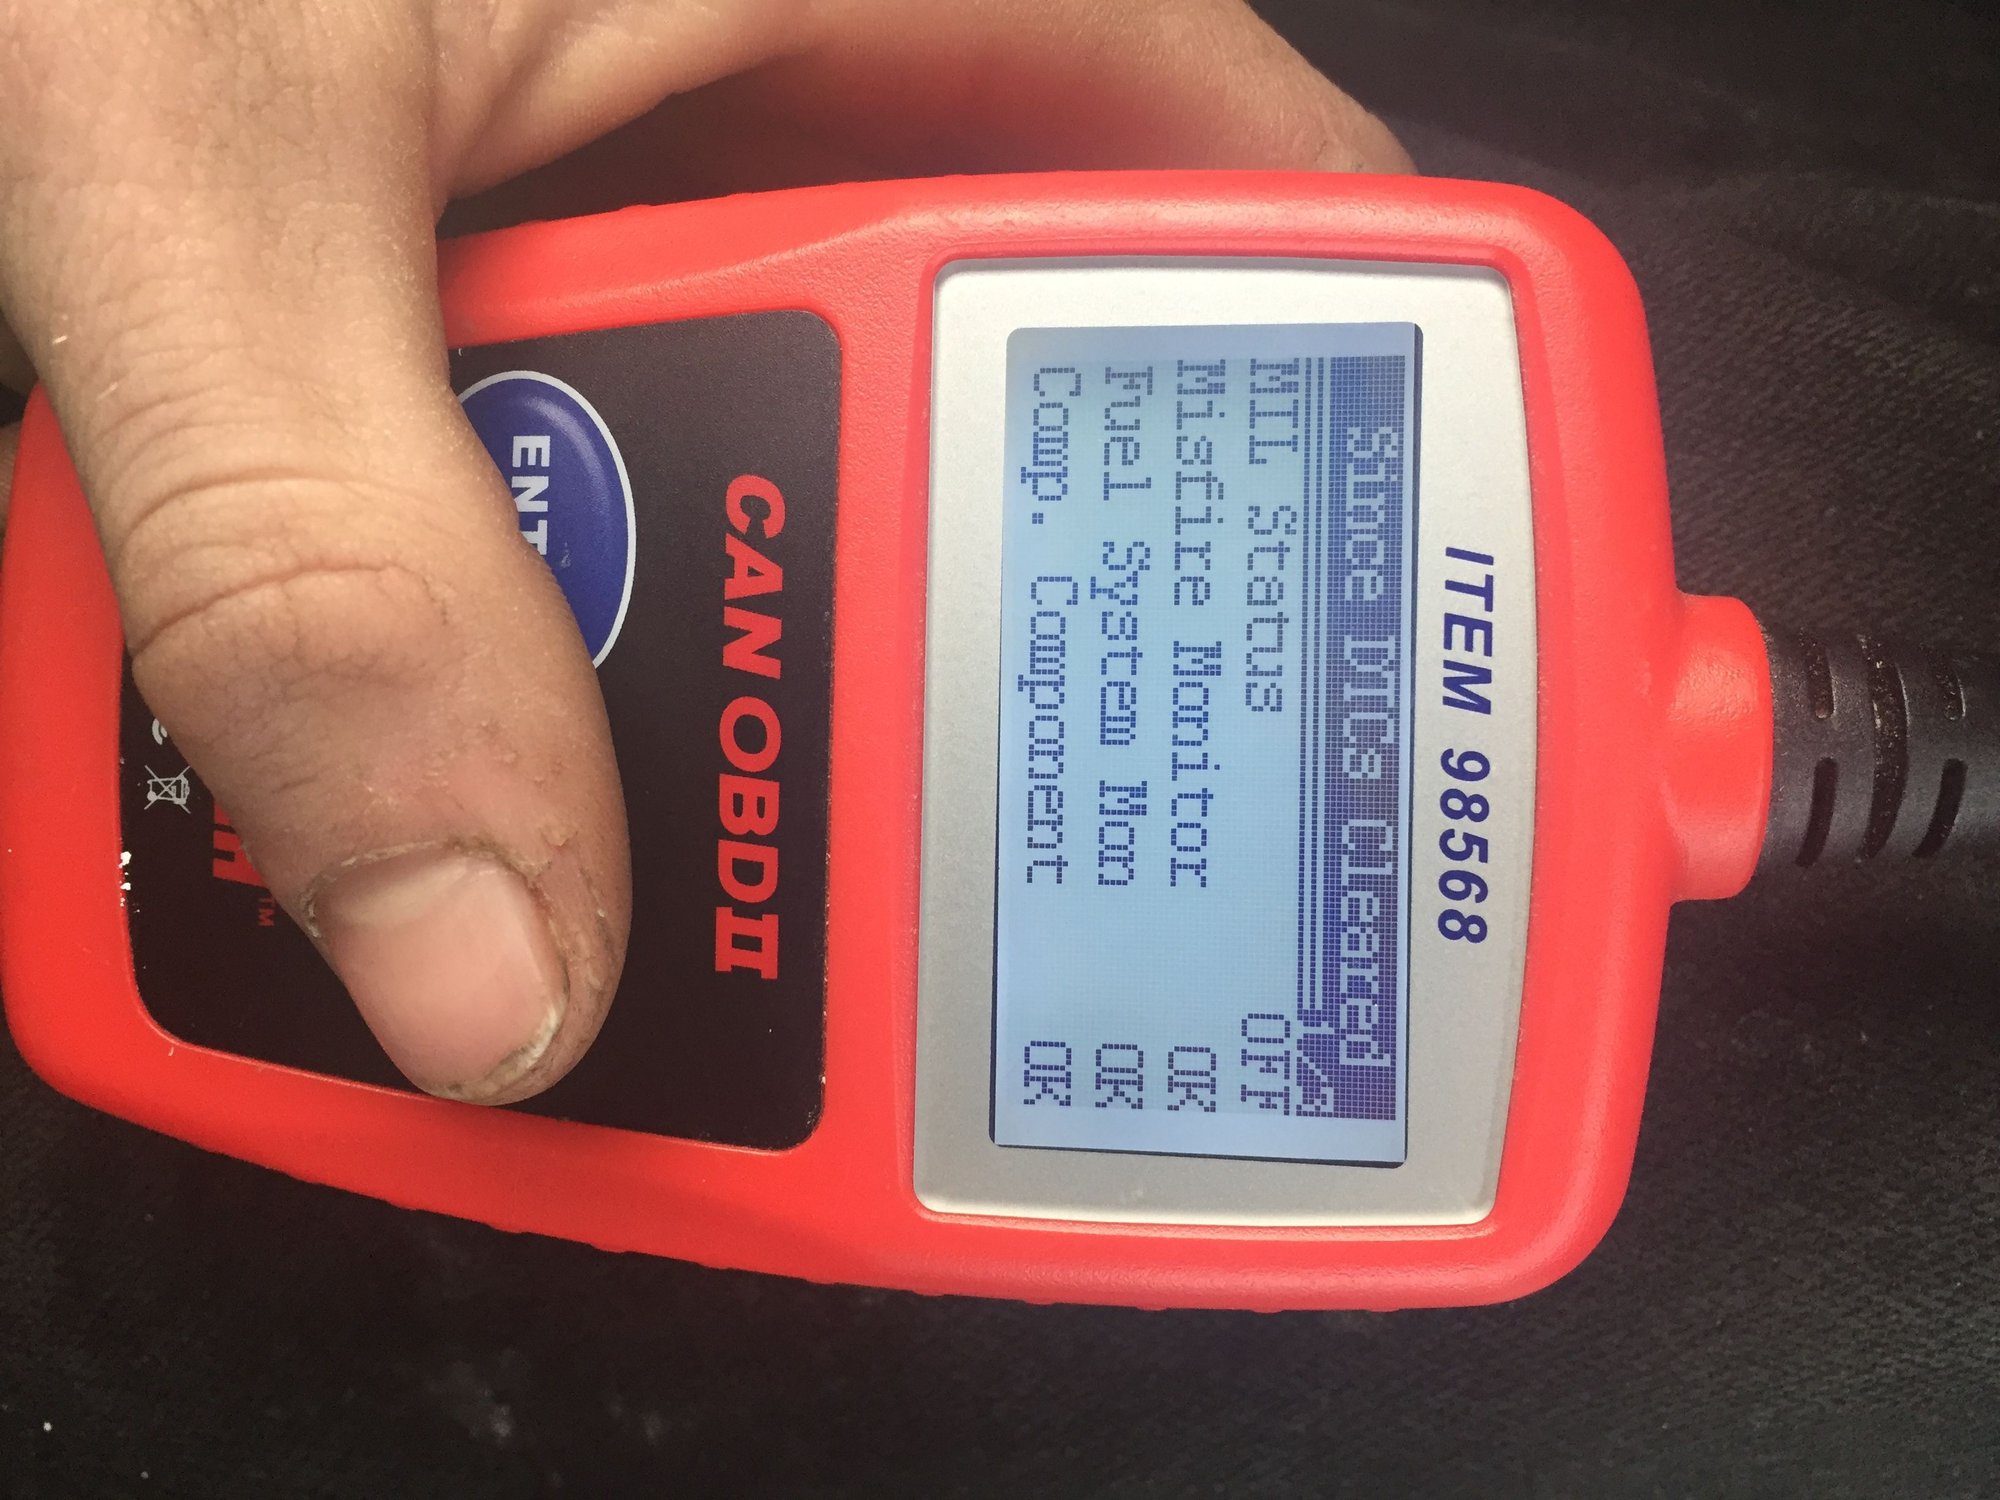 ITEM 98568
Since DTCs Cleared
MIL Status OFF
Misfire Monitor OK
Fuel System Mon OK
Comp. Component OK
CAN OBDII
TM